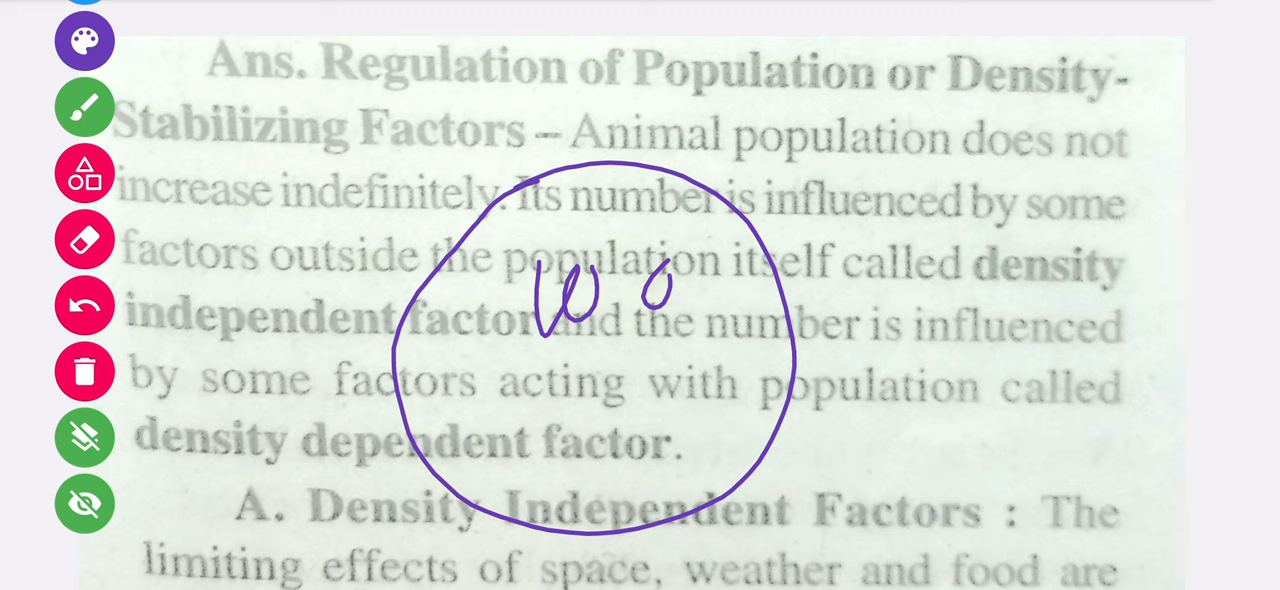 Ans. Regulation of Population or Density-
Stabilizing Factors – Animal population does not
increase indefinitely. Its number is influenced by some
factors outside the population itself called density
independent factor and the number is influenced
by some factors acting with population called
density dependent factor.
A. Density Independent Factors : The
limiting effects of space, weather and food are